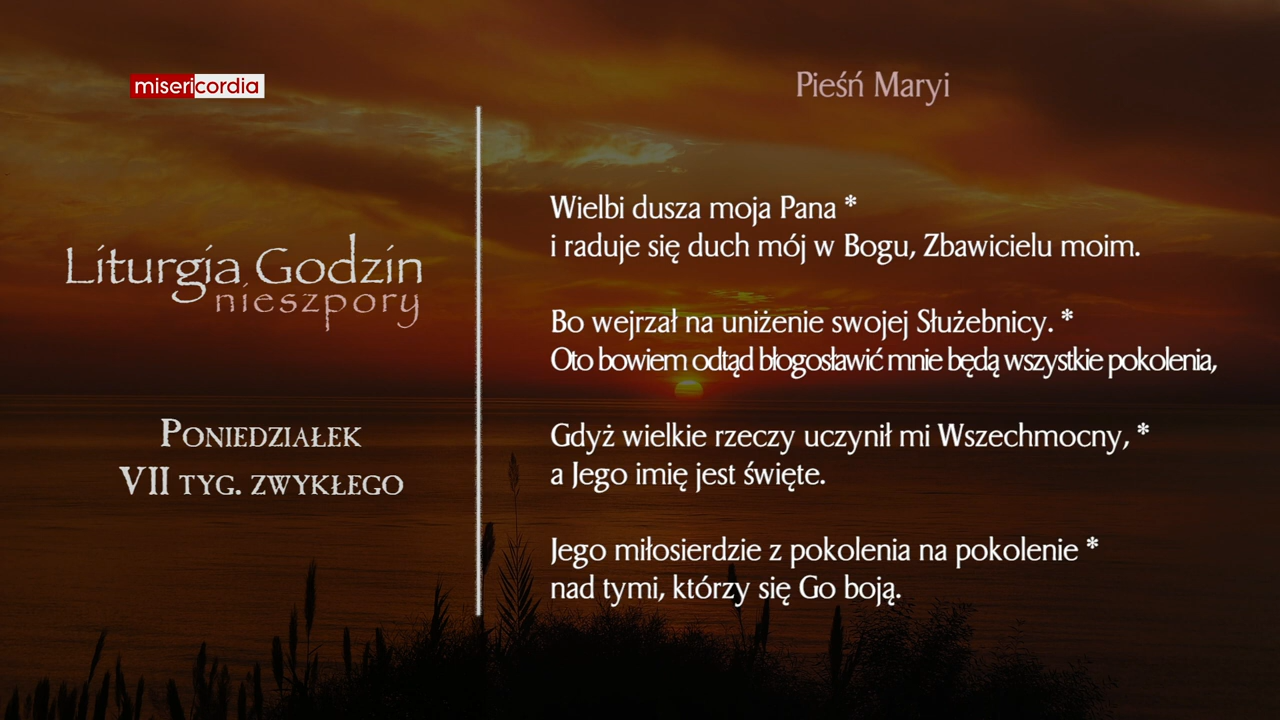 misericordia
Liturgia Godzin
nieszpory
Poniedziałek
VII tyg. zwykłego
Pieśń Maryi
Wielbi dusza moja Pana *
i raduje się duch mój w Bogu, Zbawicielu moim.
Bo wejrzał na uniżenie swojej Służebnicy. *
Oto bowiem odtąd błogosławić mnie będą wszystkie pokolenia,
Gdyż wielkie rzeczy uczynił mi Wszechmocny, *
a Jego imię jest święte.
Jego miłosierdzie z pokolenia na pokolenie *
nad tymi, którzy się Go boją.